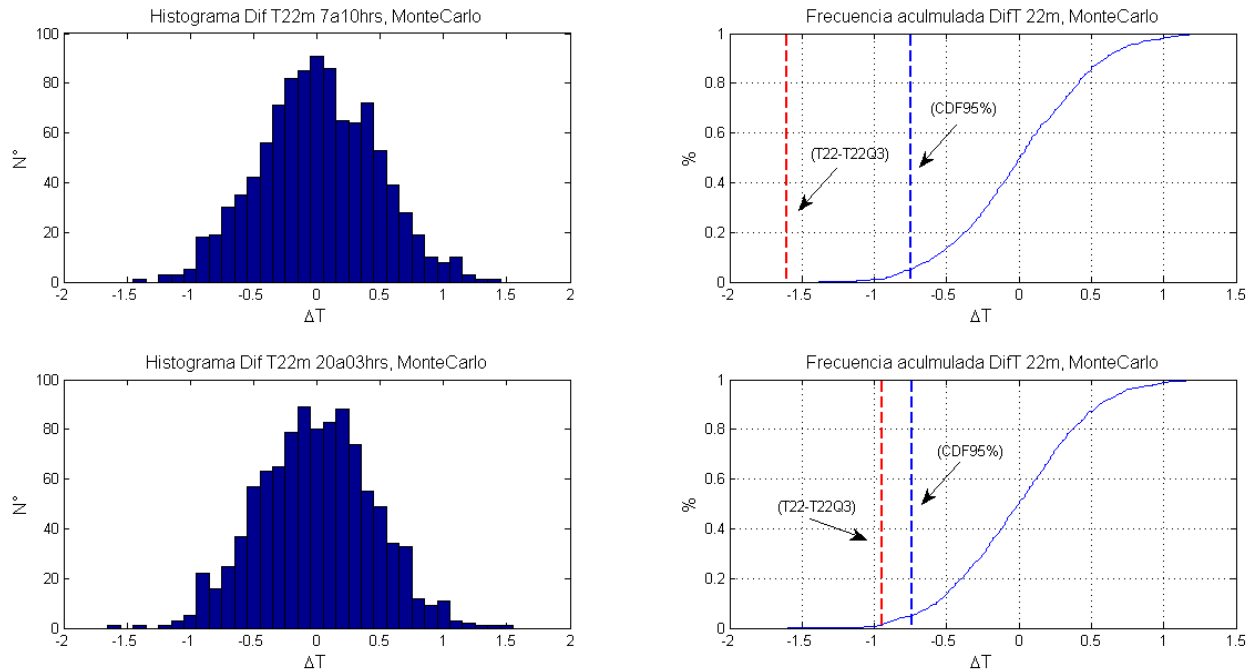 Histograma Dif T22m 7a10hrs, MonteCarlo
100
80
60
40
20
0
N°
-2 -1.5 -1 -0.5 0 0.5 1 1.5 2
ΔT
Frecuencia aculmulada DifT 22m, MonteCarlo
1
0.8
0.6
0.4
0.2
0
%
(CDF95%)
(T22-T22Q3)
-2 -1.5 -1 -0.5 0 0.5 1 1.5
ΔT
Histograma Dif T22m 20a03hrs, MonteCarlo
100
80
60
40
20
0
N°
-2 -1.5 -1 -0.5 0 0.5 1 1.5 2
ΔT
Frecuencia aculmulada DifT 22m, MonteCarlo
1
0.8
0.6
0.4
0.2
0
%
(CDF95%)
(T22-T22Q3)
-2 -1.5 -1 -0.5 0 0.5 1 1.5
ΔT